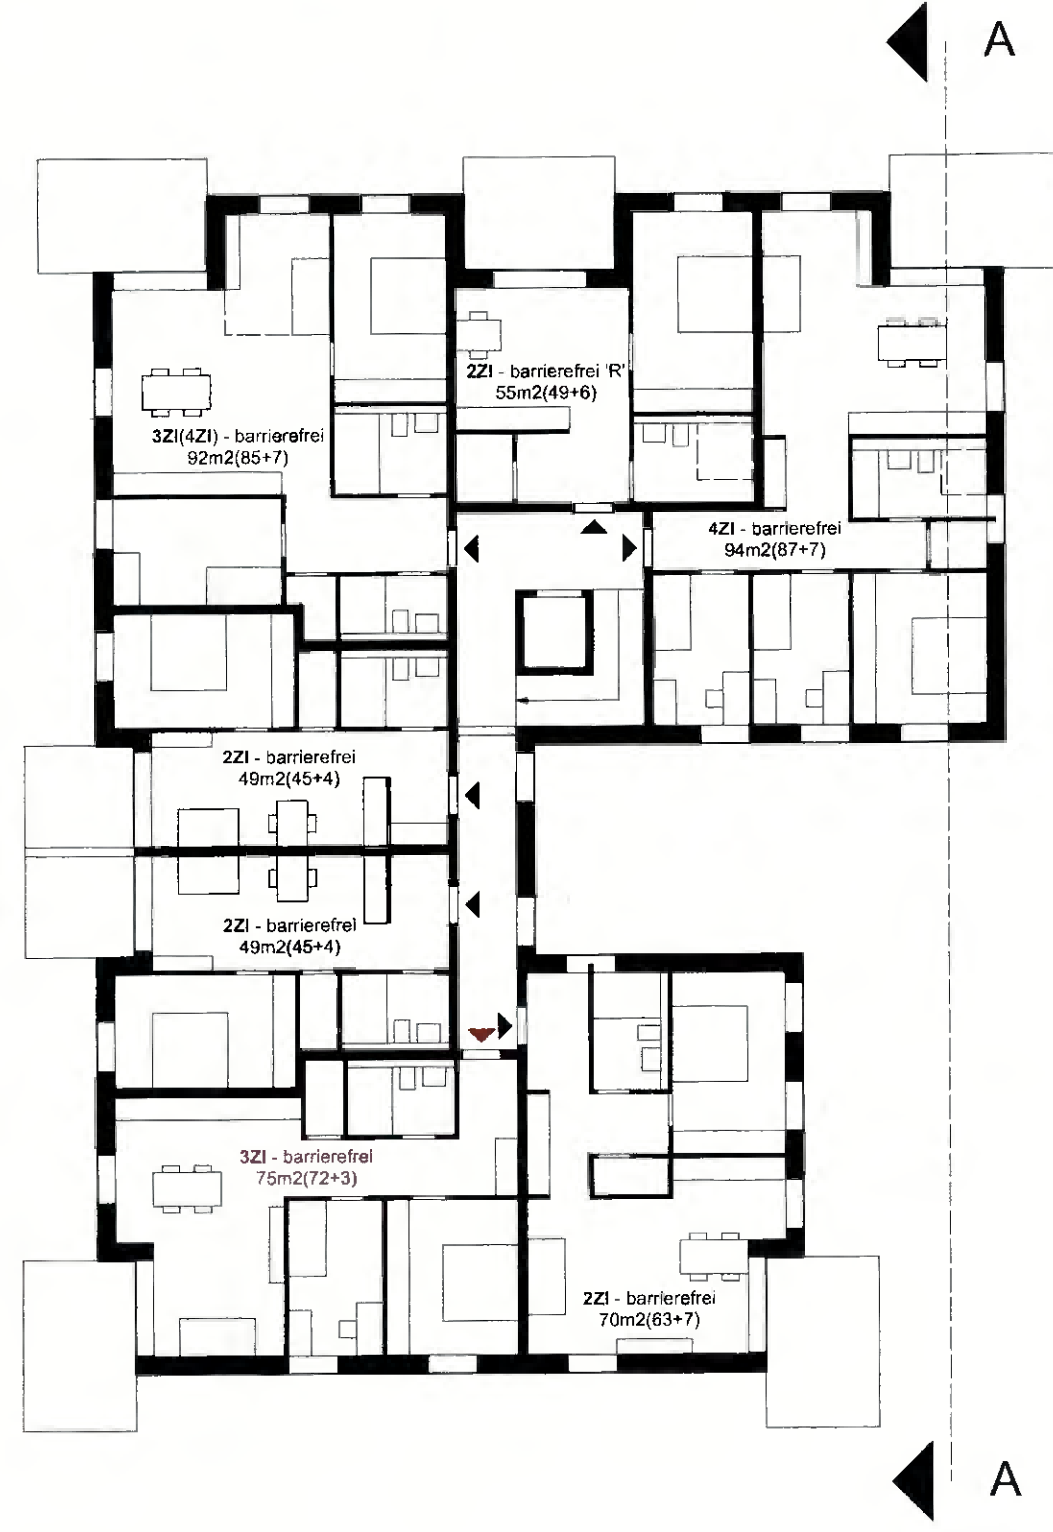 A
2ZI - barrierefrei 'R'
55m2(49+6)
3ZI(4ZI) - barrierefrei
92m2(85+7)
4ZI - barrierefrei
94m2(87+7)
2ZI - barrierefrei
49m2(45+4)
2ZI - barrierefrei
49m2(45+4)
3ZI - barrierefrei
75m2(72+3)
2ZI - barrierefrei
70m2(63+7)
A